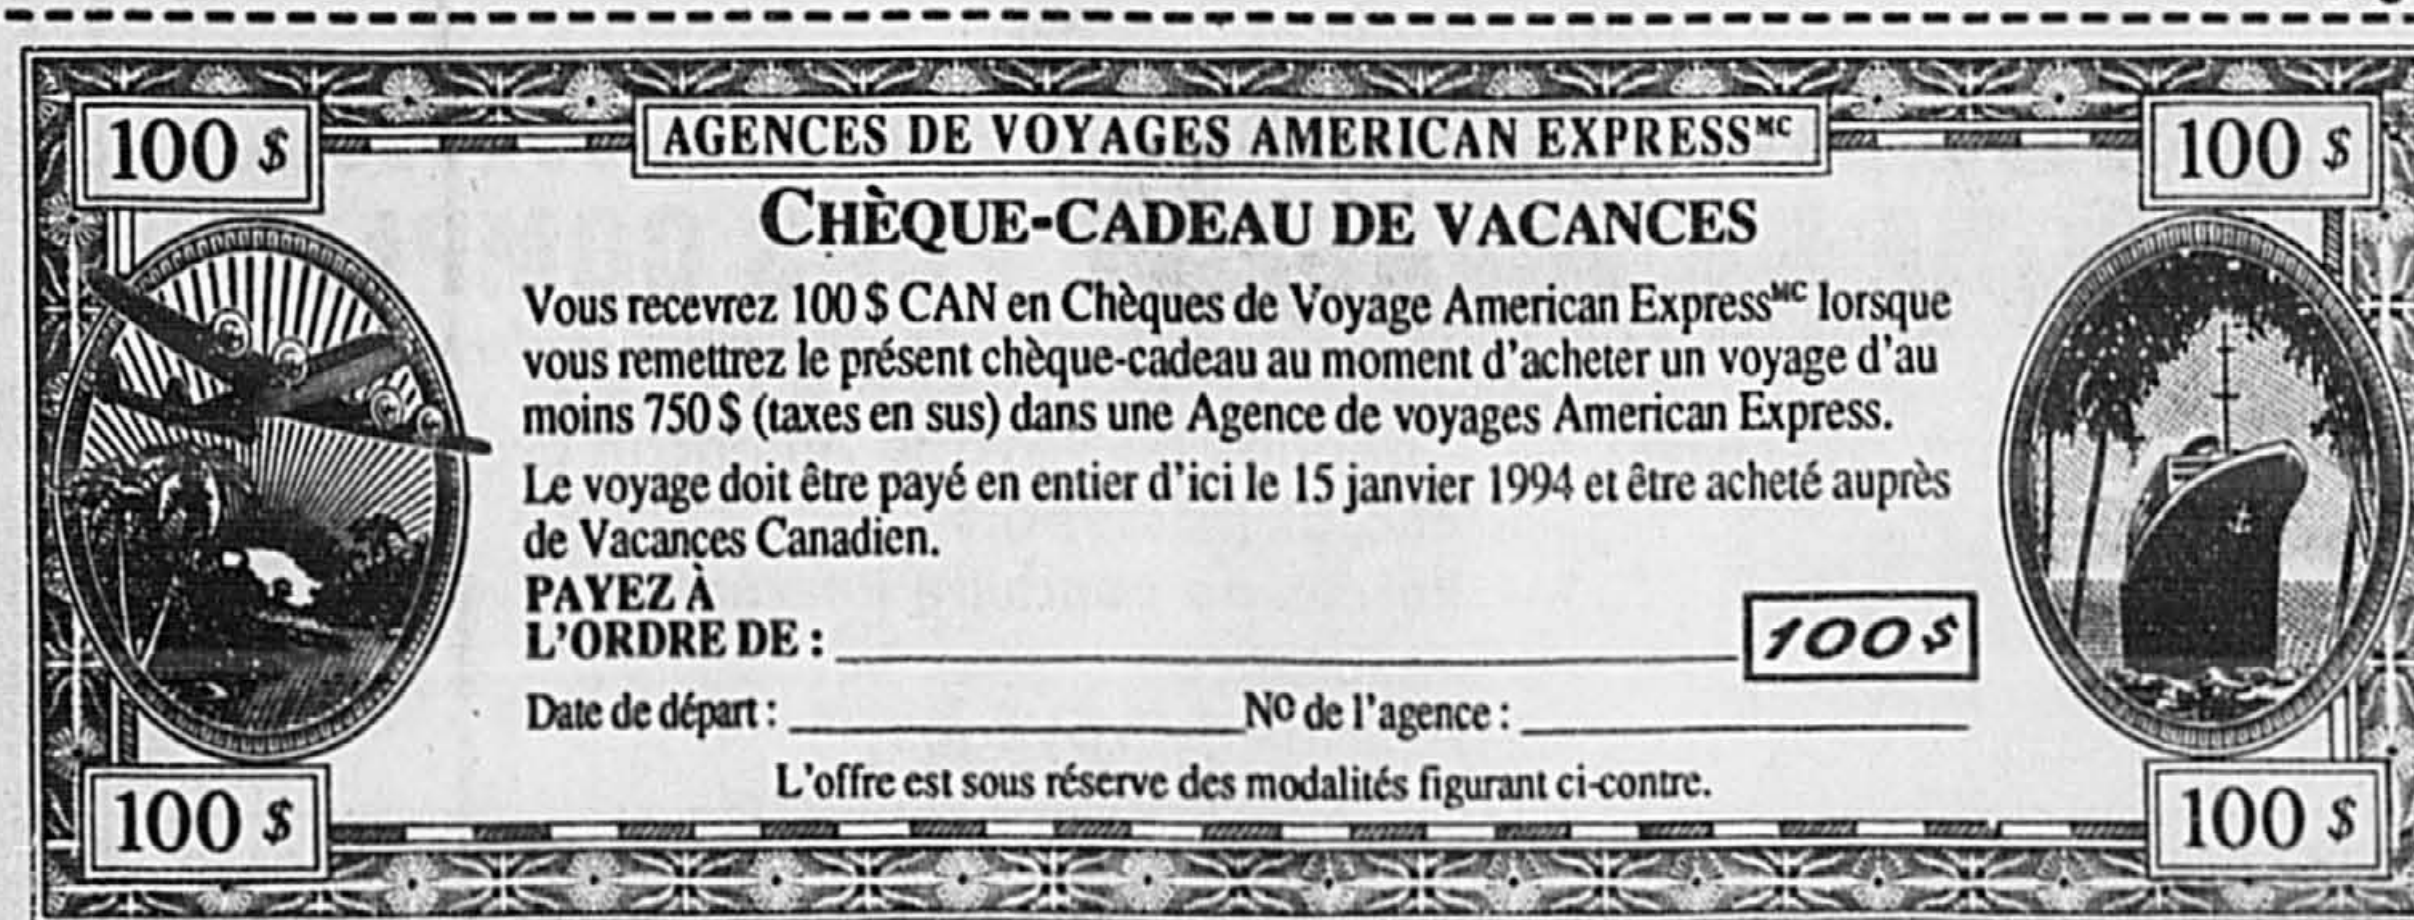 100 $
AGENCES DE VOYAGES AMERICAN EXPRESSMC
100 $
CHÈQUE-CADEAU DE VACANCES
Vous recevrez 100 $ CAN en Chèques de Voyage American ExpressMC lorsque
vous remettrez le présent chèque-cadeau au moment d'acheter un voyage d'au
moins 750 $ (taxes en sus) dans une Agence de voyages American Express.
Le voyage doit être payé en entier d'ici le 15 janvier 1994 et être acheté auprès
de Vacances Canadien.
PAYEZ À
L'ORDRE DE : 100 $
Date de départ : No de l'agence :
L'offre est sous réserve des modalités figurant ci-contre.
100 $
100 $